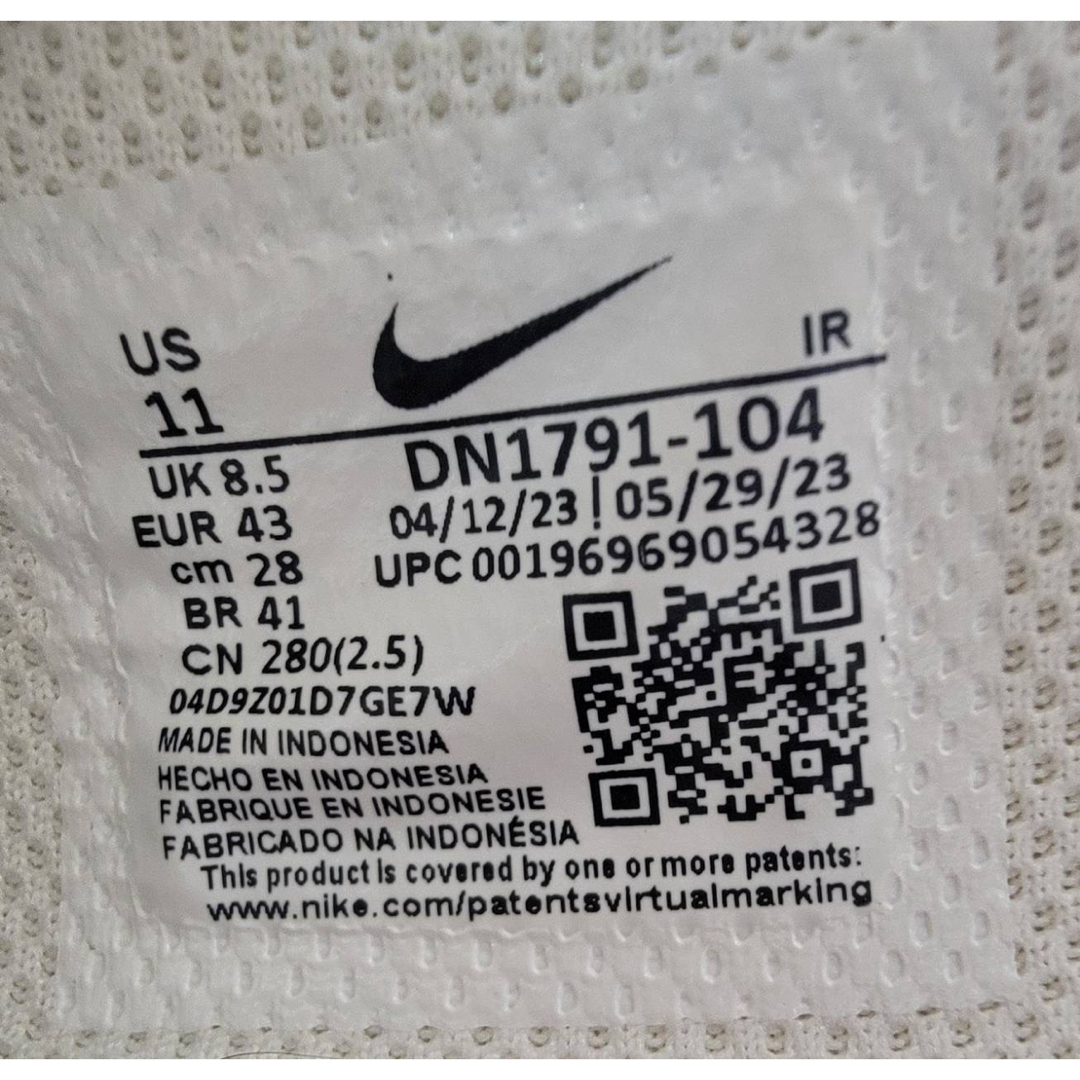 US
11
IR
UK 8.5
EUR 43
cm 28
BR 41
CN 280(2.5)
DN1791-104
04/12/23 | 05/29/23
UPC 00196969054328
04D9Z01D7GE7W
MADE IN INDONESIA
HECHO EN INDONESIA
FABRIQUE EN INDONESIE
FABRICADO NA INDONÉSIA
This product is covered by one or more patents:
www.nike.com/patentsvirtualmarking